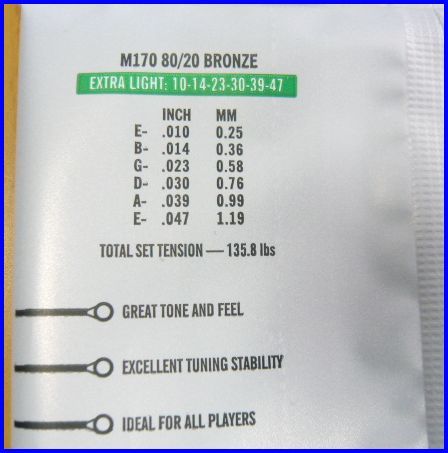 M170 80/20 BRONZE
EXTRA LIGHT: 10-14-23-30-39-47
INCH MM
E- .010 0.25
B- .014 0.36
G- .023 0.58
D- .030 0.76
A- .039 0.99
E- .047 1.19
TOTAL SET TENSION — 135.8 lbs
GREAT TONE AND FEEL
EXCELLENT TUNING STABILITY
IDEAL FOR ALL PLAYERS